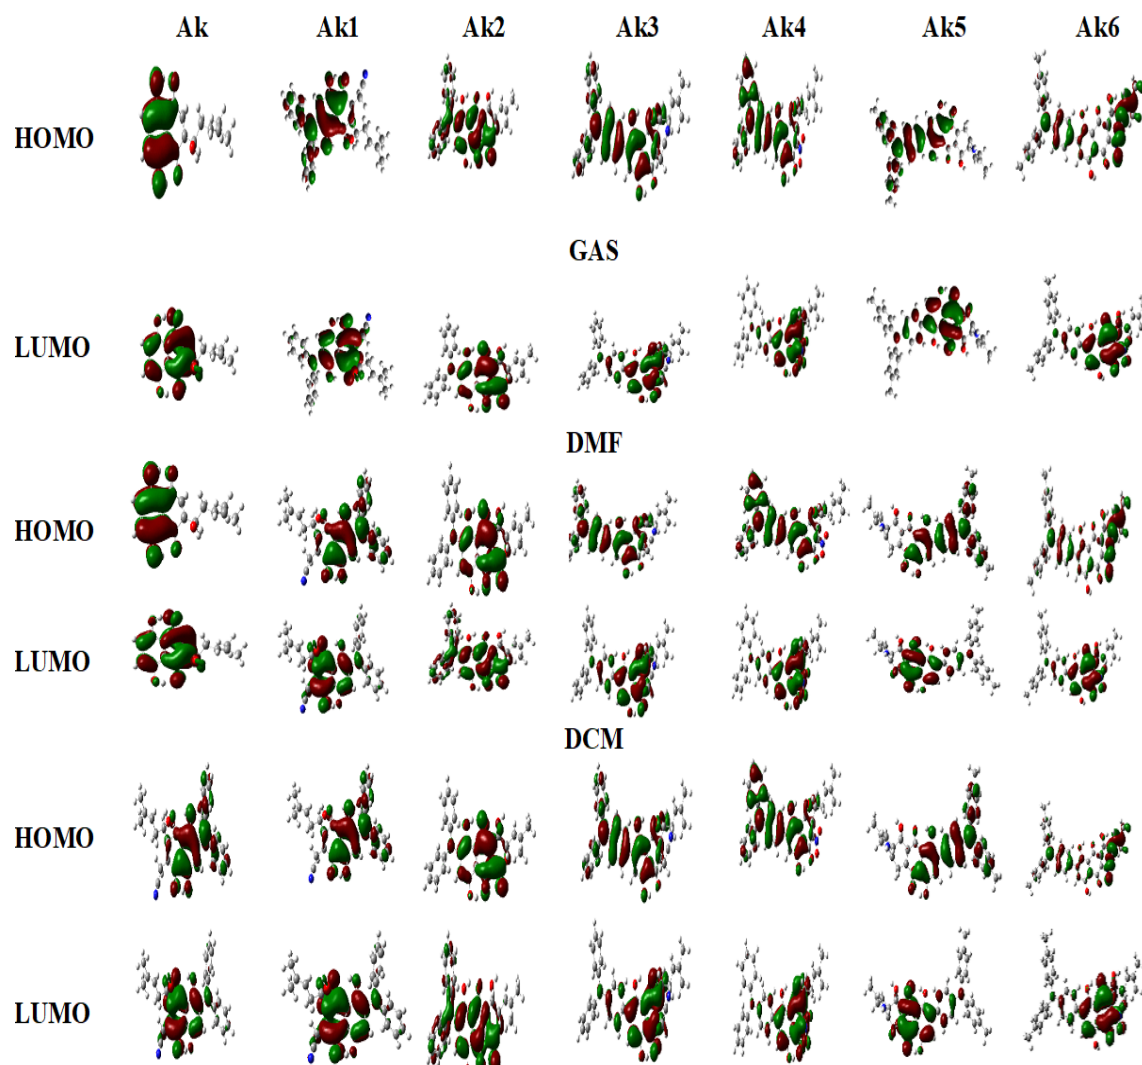 Ak Ak1 Ak2 Ak3 Ak4 Ak5 Ak6
HOMO
GAS
LUMO
DMF
HOMO
LUMO
DCM
HOMO
LUMO